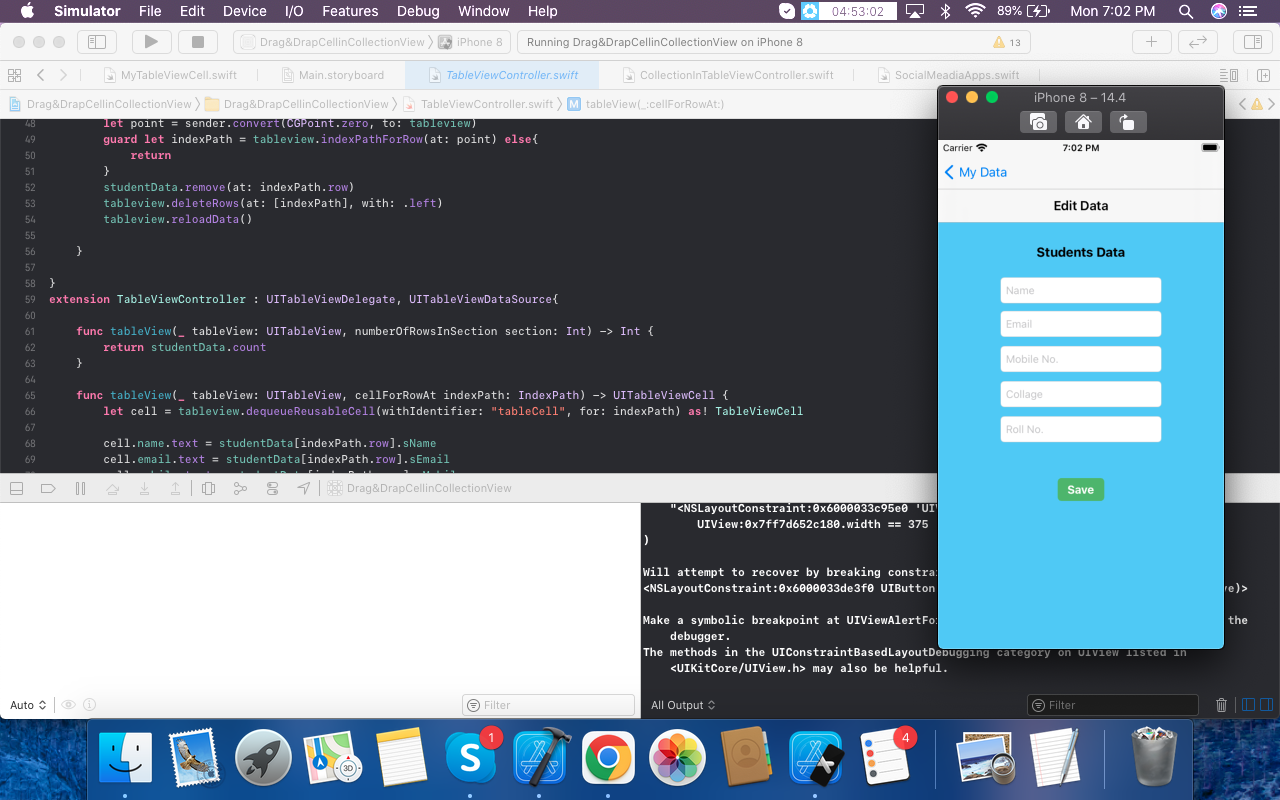 Simulator File Edit Device I/O Features Debug Window Help 04:53:02 89% Mon 7:02 PM
Drag&DrapCellinCollectionView iPhone 8 Running Drag&DrapCellinCollectionView on iPhone 8 13
MyTableViewCell.swift Main.storyboard TableViewController.swift CollectionInTableViewController.swift SocialMeadiaApps.swift
Drag&DrapCellinCollectionView Drag&DrapCellinCollectionView TableViewController.swift M tableView(_:cellForRowAt:)
48 let point = sender.convert(CGPoint.zero, to: tableview)
49 guard let indexPath = tableview.indexPathForRow(at: point) else{
50 return
51 }
52 studentData.remove(at: indexPath.row)
53 tableview.deleteRows(at: [indexPath], with: .left)
54 tableview.reloadData()
55
56 }
57
58 }
59 extension TableViewController : UITableViewDelegate, UITableViewDataSource{
60
61 func tableView(_ tableView: UITableView, numberOfRowsInSection section: Int) -> Int {
62 return studentData.count
63 }
64
65 func tableView(_ tableView: UITableView, cellForRowAt indexPath: IndexPath) -> UITableViewCell {
66 let cell = tableview.dequeueReusableCell(withIdentifier: "tableCell", for: indexPath) as! TableViewCell
67
68 cell.name.text = studentData[indexPath.row].sName
69 cell.email.text = studentData[indexPath.row].sEmail
Drag&DrapCellinCollectionView
"<NSLayoutConstraint:0x6000033c95e0
UIView:0x7ff7d652c180.width == 375
)
Will attempt to recover by breaking
<NSLayoutConstraint:0x6000033de3f0 UIButton
Make a symbolic breakpoint at the
debugger.
The methods in the UIConstraintBasedLayoutDebugging category on UIView listed in
<UIKitCore/UIView.h> may also be helpful.
Auto Filter All Output Filter
iPhone 8 – 14.4
Carrier 7:02 PM
My Data
Edit Data
Students Data
Name
Email
Mobile No.
Collage
Roll No.
Save
1
4
3D